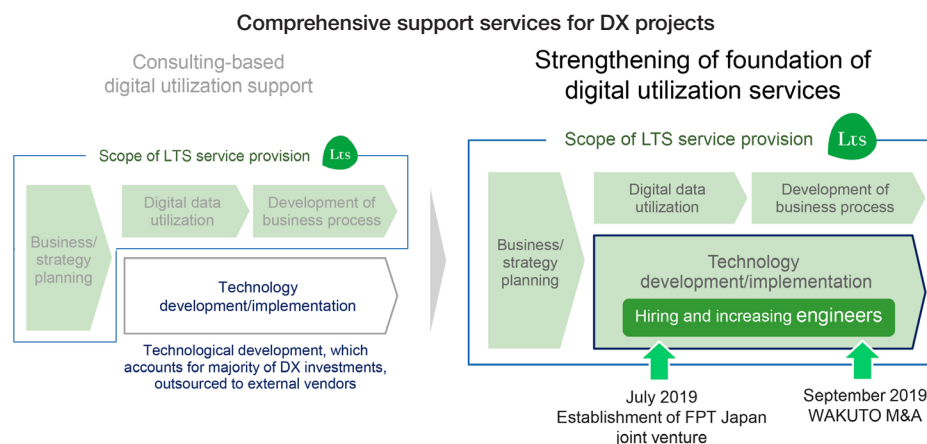 Comprehensive support services for DX projects
Consulting-based
digital utilization support
Scope of LTS service provision
LTS
Business/
strategy
planning
Digital data
utilization
Development of
business process
Technology
development/implementation
Technological development, which
accounts for majority of DX investments,
outsourced to external vendors
Strengthening of foundation of
digital utilization services
Scope of LTS service provision
LTS
Business/
strategy
planning
Digital data
utilization
Development of
business process
Technology
development/implementation
Hiring and increasing engineers
July 2019
Establishment of FPT Japan
joint venture
September 2019
WAKUTO M&A